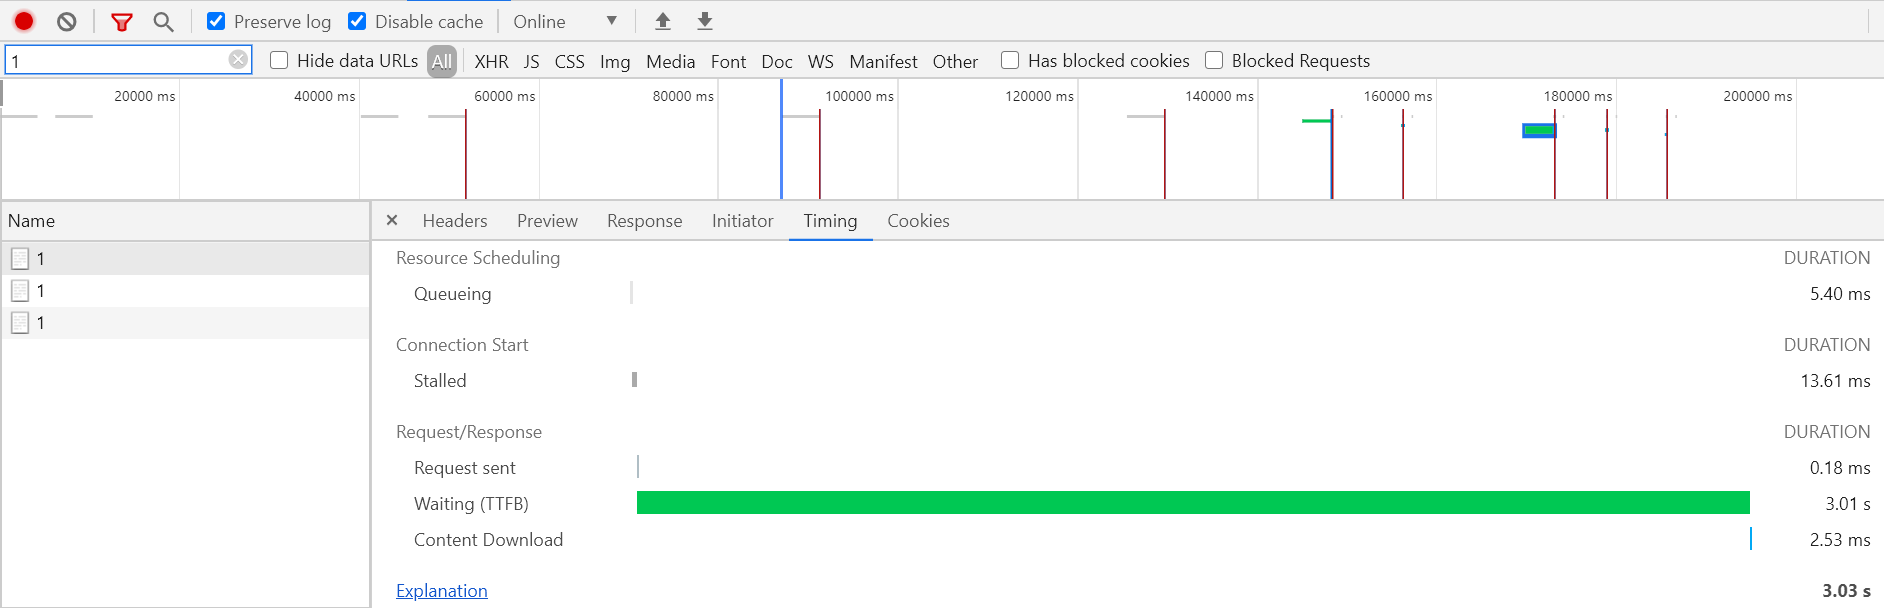 Preserve log Disable cache Online
1 Hide data URLs All XHR JS CSS Img Media Font Doc WS Manifest Other Has blocked cookies Blocked Requests
20000 ms 40000 ms 60000 ms 80000 ms 100000 ms 120000 ms 140000 ms 160000 ms 180000 ms 200000 ms
Name
1
1
1
Headers Preview Response Initiator Timing Cookies
Resource Scheduling DURATION
Queueing 5.40 ms
Connection Start DURATION
Stalled 13.61 ms
Request/Response DURATION
Request sent 0.18 ms
Waiting (TTFB) 3.01 s
Content Download 2.53 ms
Explanation 3.03 s